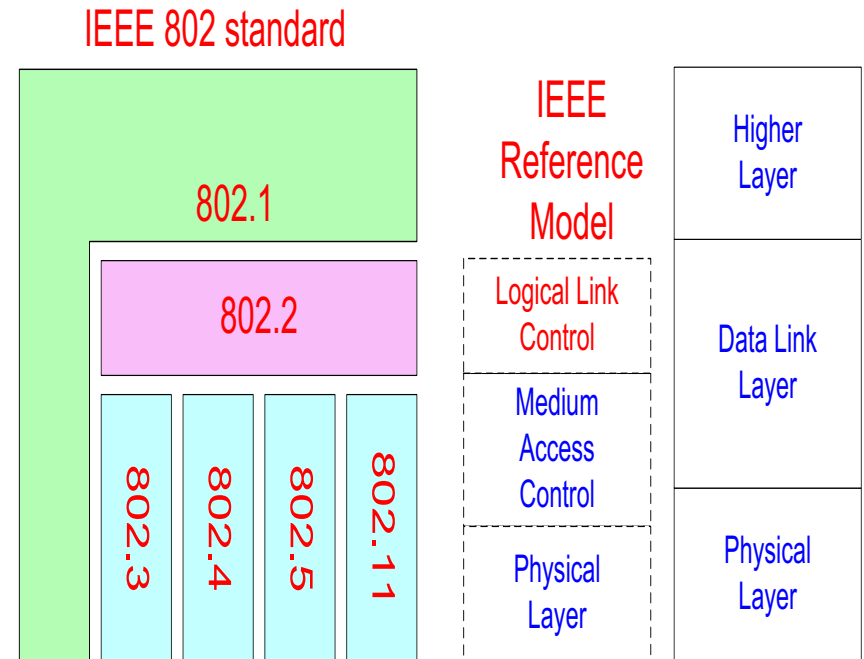 IEEE 802 standard
802.1
802.2
802.3
802.4
802.5
802.11
IEEE
Reference
Model
Logical Link
Control
Medium
Access
Control
Physical
Layer
Higher
Layer
Data Link
Layer
Physical
Layer